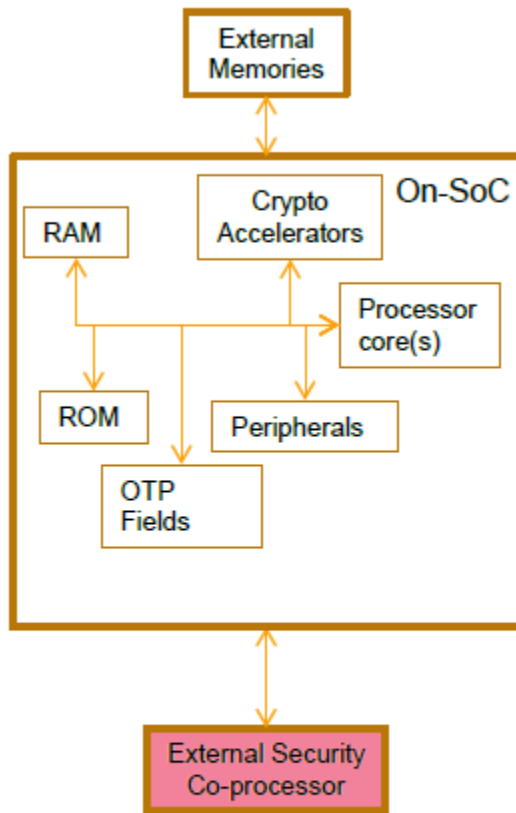 External
Memories
On-SoC
Crypto
Accelerators
RAM
Processor
core(s)
ROM
Peripherals
OTP
Fields
External Security
Co-processor